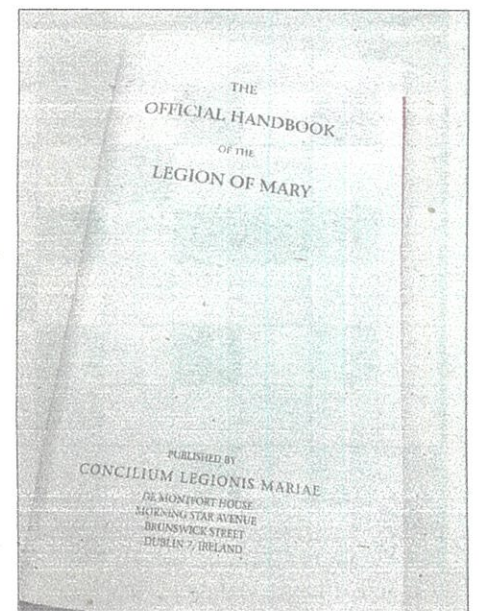 THE
OFFICIAL HANDBOOK
OF THE
LEGION OF MARY
PUBLISHED BY
CONCILIUM LEGIONIS MARIAE
DE MONTFORT HOUSE
MORNING STAR AVENUE
BRUNSWICK STREET
DUBLIN 7, IRELAND